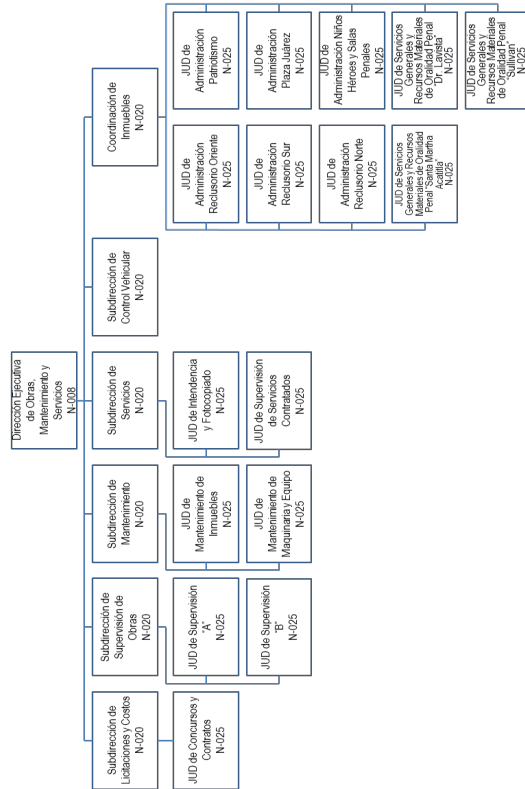 Dirección Ejecutiva
de Obras,
Mantenimiento y
Servicios
N-008
Subdirección de
Licitaciones y Costos
N-020
Subdirección de
Supervisión de
Obras
N-020
Subdirección de
Mantenimiento
N-020
Subdirección de
Servicios
N-020
Subdirección de
Control Vehicular
N-020
Coordinación de
Inmuebles
N-020
JUD de Concursos y
Contratos
N-025
JUD de Supervisión
"A"
N-025
JUD de Supervisión
"B"
N-025
JUD de
Mantenimiento de
Inmuebles
N-025
JUD de
Mantenimiento de
Maquinaria y Equipo
N-025
JUD de Intendencia
y Fotocopiado
N-025
JUD de Supervisión
de Servicios
Contratados
N-025
JUD de
Administración
Reclusorio Oriente
N-025
JUD de
Administración
Reclusorio Sur
N-025
JUD de
Administración
Reclusorio Norte
N-025
JUD de Servicios
Generales y Recursos
Materiales de Oralidad
Penal "Santa Martha
Acatitla"
N-025
JUD de
Administración
Patriotismo
N-025
JUD de
Administración
Plaza Juárez
N-025
JUD de
Administración Niños
Héroes y Salas
Penales
N-025
JUD de Servicios
Generales y
Recursos Materiales
de Oralidad Penal
"Dr. Lavista"
N-025
JUD de Servicios
Generales y
Recursos Materiales
de Oralidad Penal
"Sullivan"
N-025